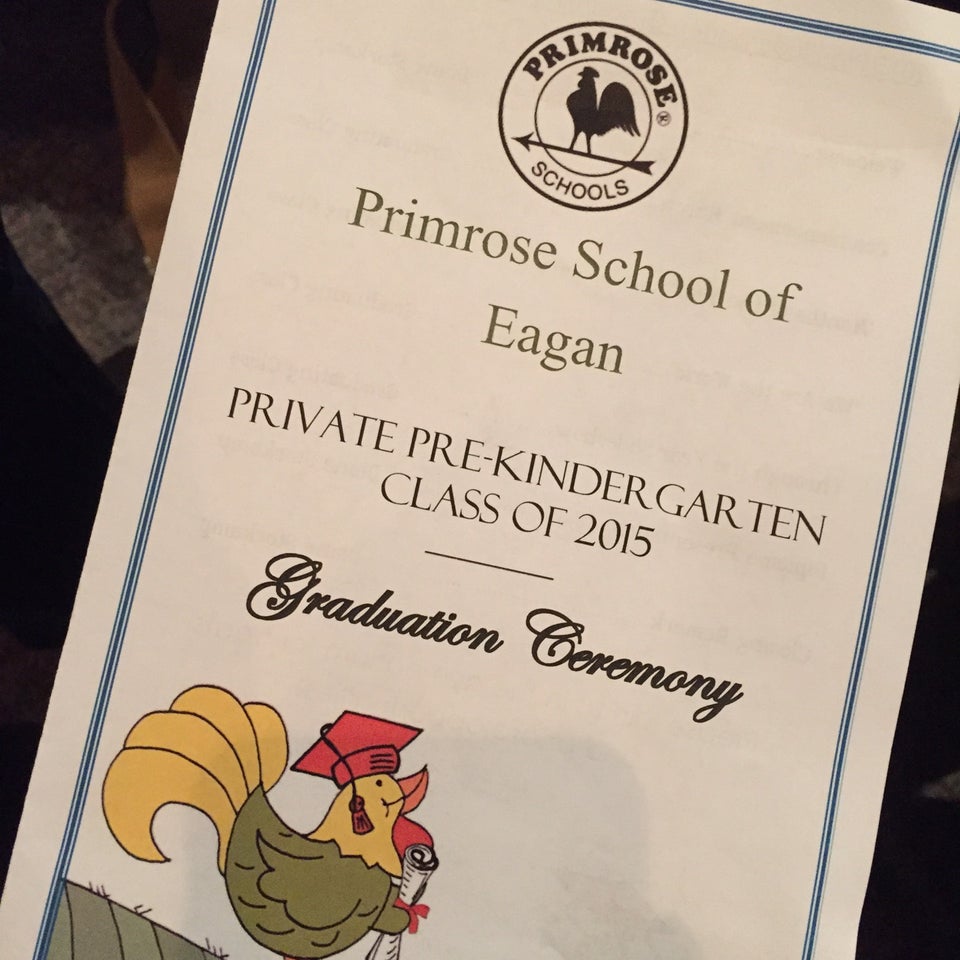 PRIMROSE®
SCHOOLS
Primrose School of
Eagan
PRIVATE PRE-KINDERGARTEN
CLASS OF 2015
Graduation Ceremony